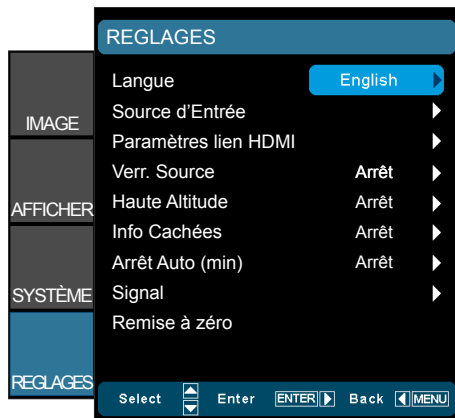 REGLAGES
Langue English
Source d'Entrée
Paramètres lien HDMI
Verr. Source Arrêt
Haute Altitude Arrêt
Info Cachées Arrêt
Arrêt Auto (min) Arrêt
Signal
Remise à zéro
IMAGE
AFFICHER
SYSTÈME
REGLAGES
Select Enter ENTER Back MENU